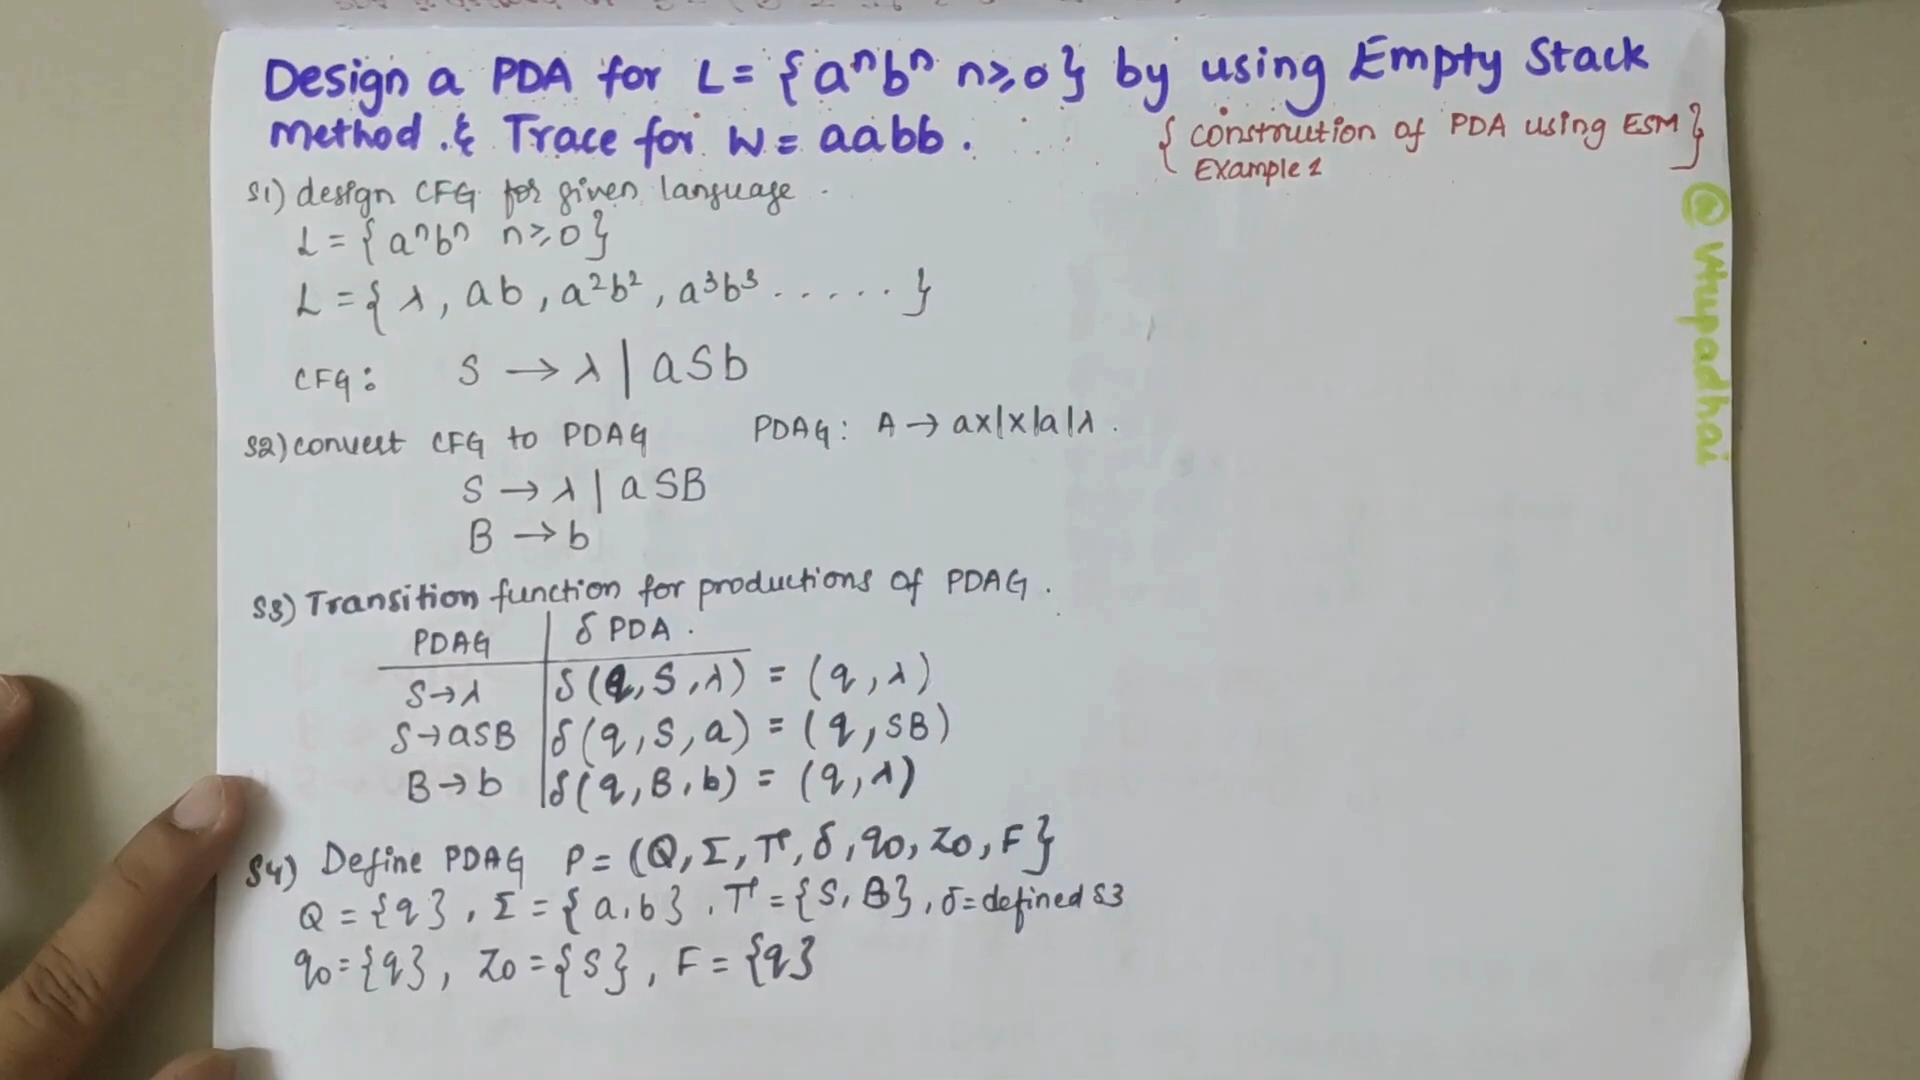 Design a PDA for L = {aⁿbⁿ n≥0} by using Empty Stack
method. & Trace for W = aabb.
{ construction of PDA using ESM }
Example 1
S1) design CFG for given language.
L = {aⁿbⁿ n≥0}
L = {λ, ab, a²b², a³b³ ......}
CFG: S → λ | aSb
S2) convert CFG to PDAG PDAG: A → ax|x|a|λ.
S → λ | aSB
B → b
S3) Transition function for productions of PDAG.
PDAG | δ PDA.
S→λ | δ(q, S, λ) = (q, λ)
S→aSB | δ(q, S, a) = (q, SB)
B→b | δ(q, B, b) = (q, λ)
S4) Define PDAG P = (Q, Σ, Γ, δ, q0, Z0, F}
Q = {q}, Σ = {a, b}, Γ = {S, B}, δ = defined S3
q0 = {q}, Z0 = {S}, F = {q}
@ Vtupadhai